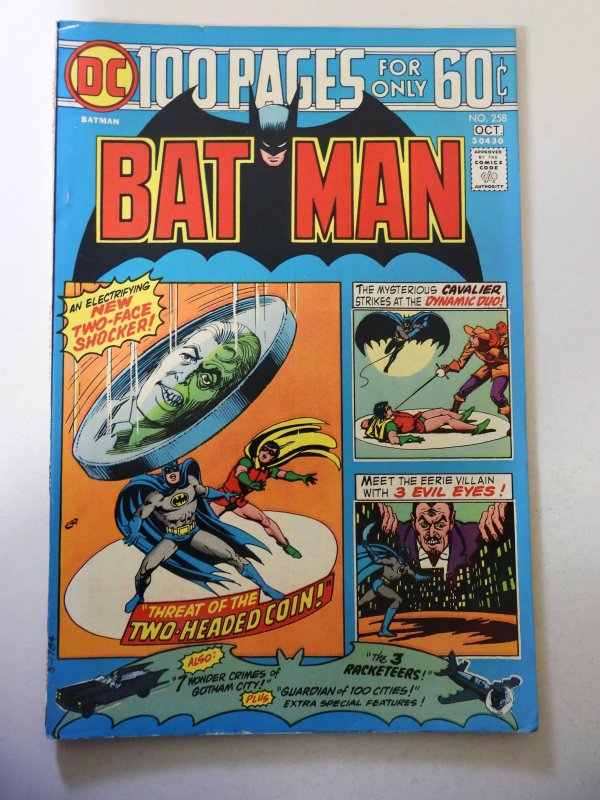 DC
100 PAGES FOR ONLY 60¢
BATMAN
NO. 258
OCT.
30430
APPROVED
BY THE
COMICS
CODE
AUTHORITY
BATMAN
AN ELECTRIFYING
NEW
TWO-FACE
SHOCKER!
THE MYSTERIOUS CAVALIER
STRIKES AT THE DYNAMIC DUO!
MEET THE EERIE VILLAIN
WITH 3 EVIL EYES!
"THREAT OF THE
TWO-HEADED COIN!"
ALSO:
"7 WONDER CRIMES OF
GOTHAM CITY!"
PLUS
"THE 3
RACKETEERS!"
"GUARDIAN of 100 CITIES!"
EXTRA SPECIAL FEATURES!